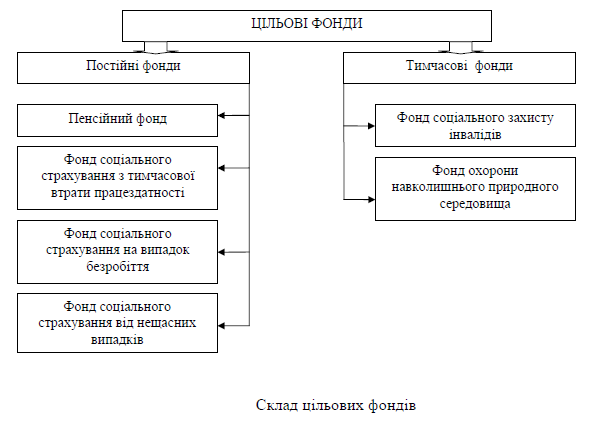 ЦІЛЬОВІ ФОНДИ
Постійні фонди
Пенсійний фонд
Фонд соціального
страхування з тимчасової
втрати працездатності
Фонд соціального
страхування на випадок
безробіття
Фонд соціального
страхування від нещасних
випадків
Тимчасові фонди
Фонд соціального захисту
інвалідів
Фонд охорони
навколишнього природного
середовища
Склад цільових фондів